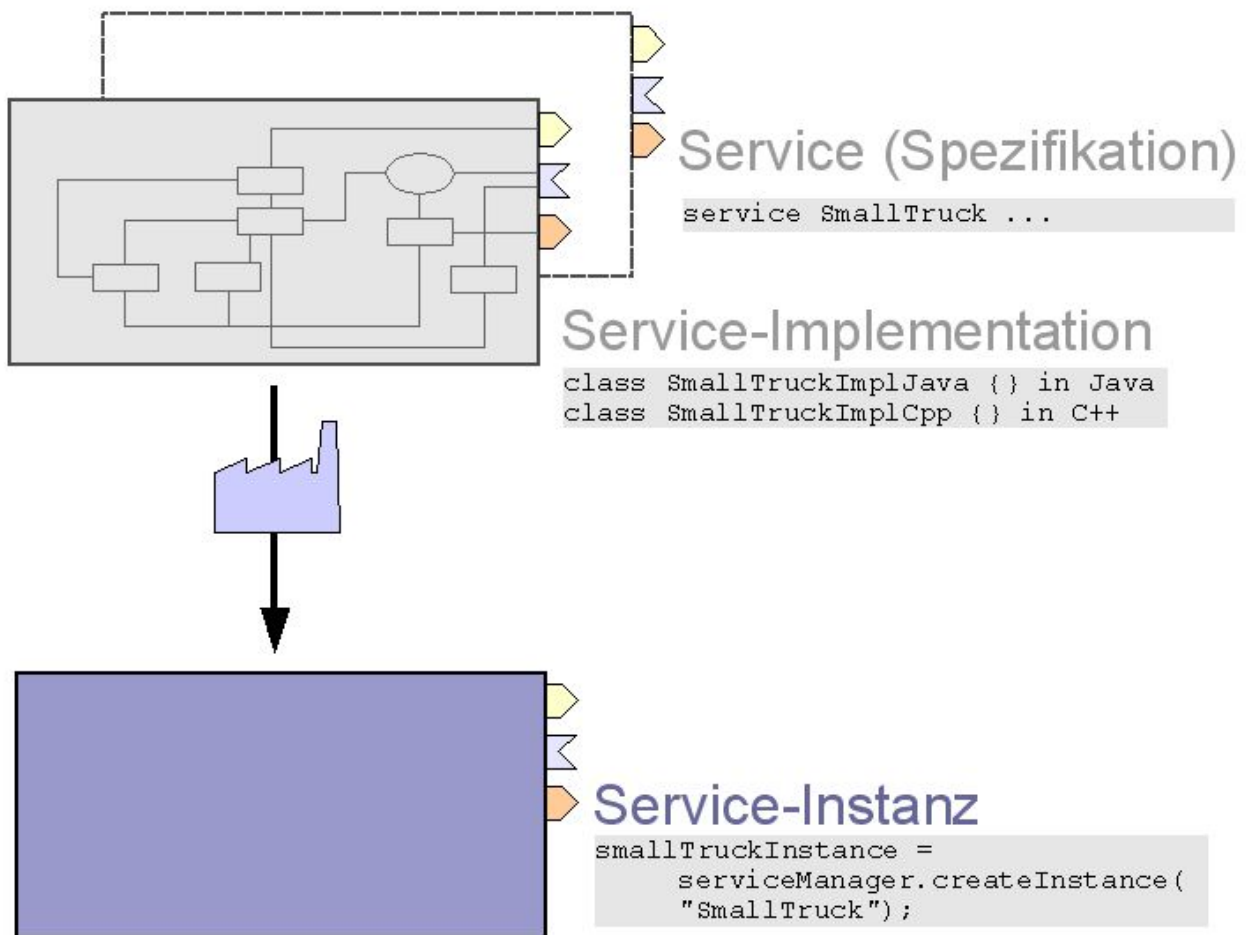 Service (Spezifikation)
service SmallTruck ...
Service-Implementation
class SmallTruckImplJava {} in Java
class SmallTruckImplCpp {} in C++
Service-Instanz
smallTruckInstance =
serviceManager.createInstance(
"SmallTruck");